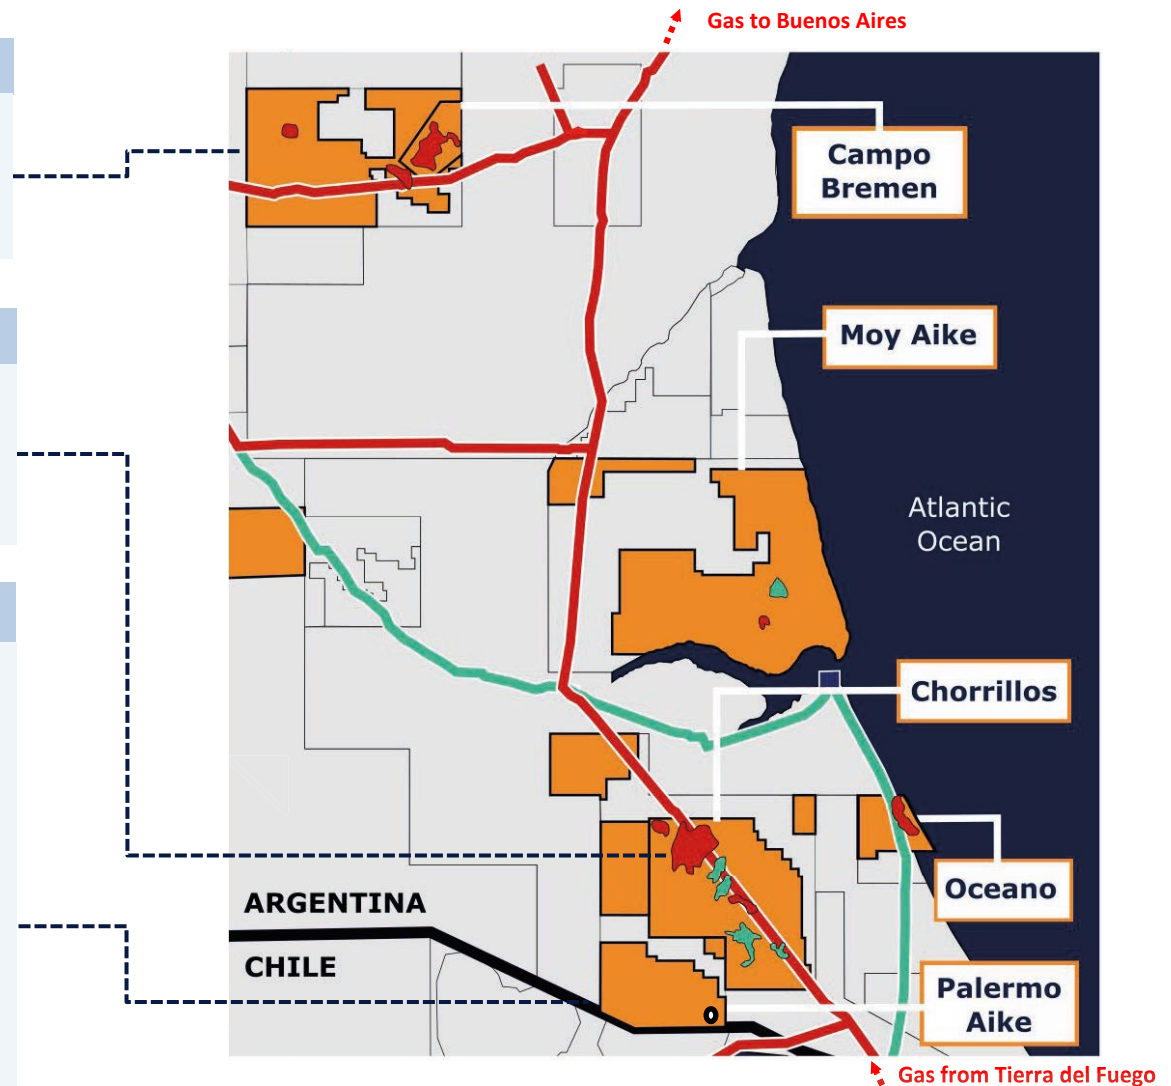 Gas to Buenos Aires
Campo
Bremen
Moy Aike
Atlantic
Ocean
Chorrillos
Oceano
ARGENTINA
CHILE
Palermo
Aike
Gas from Tierra del Fuego